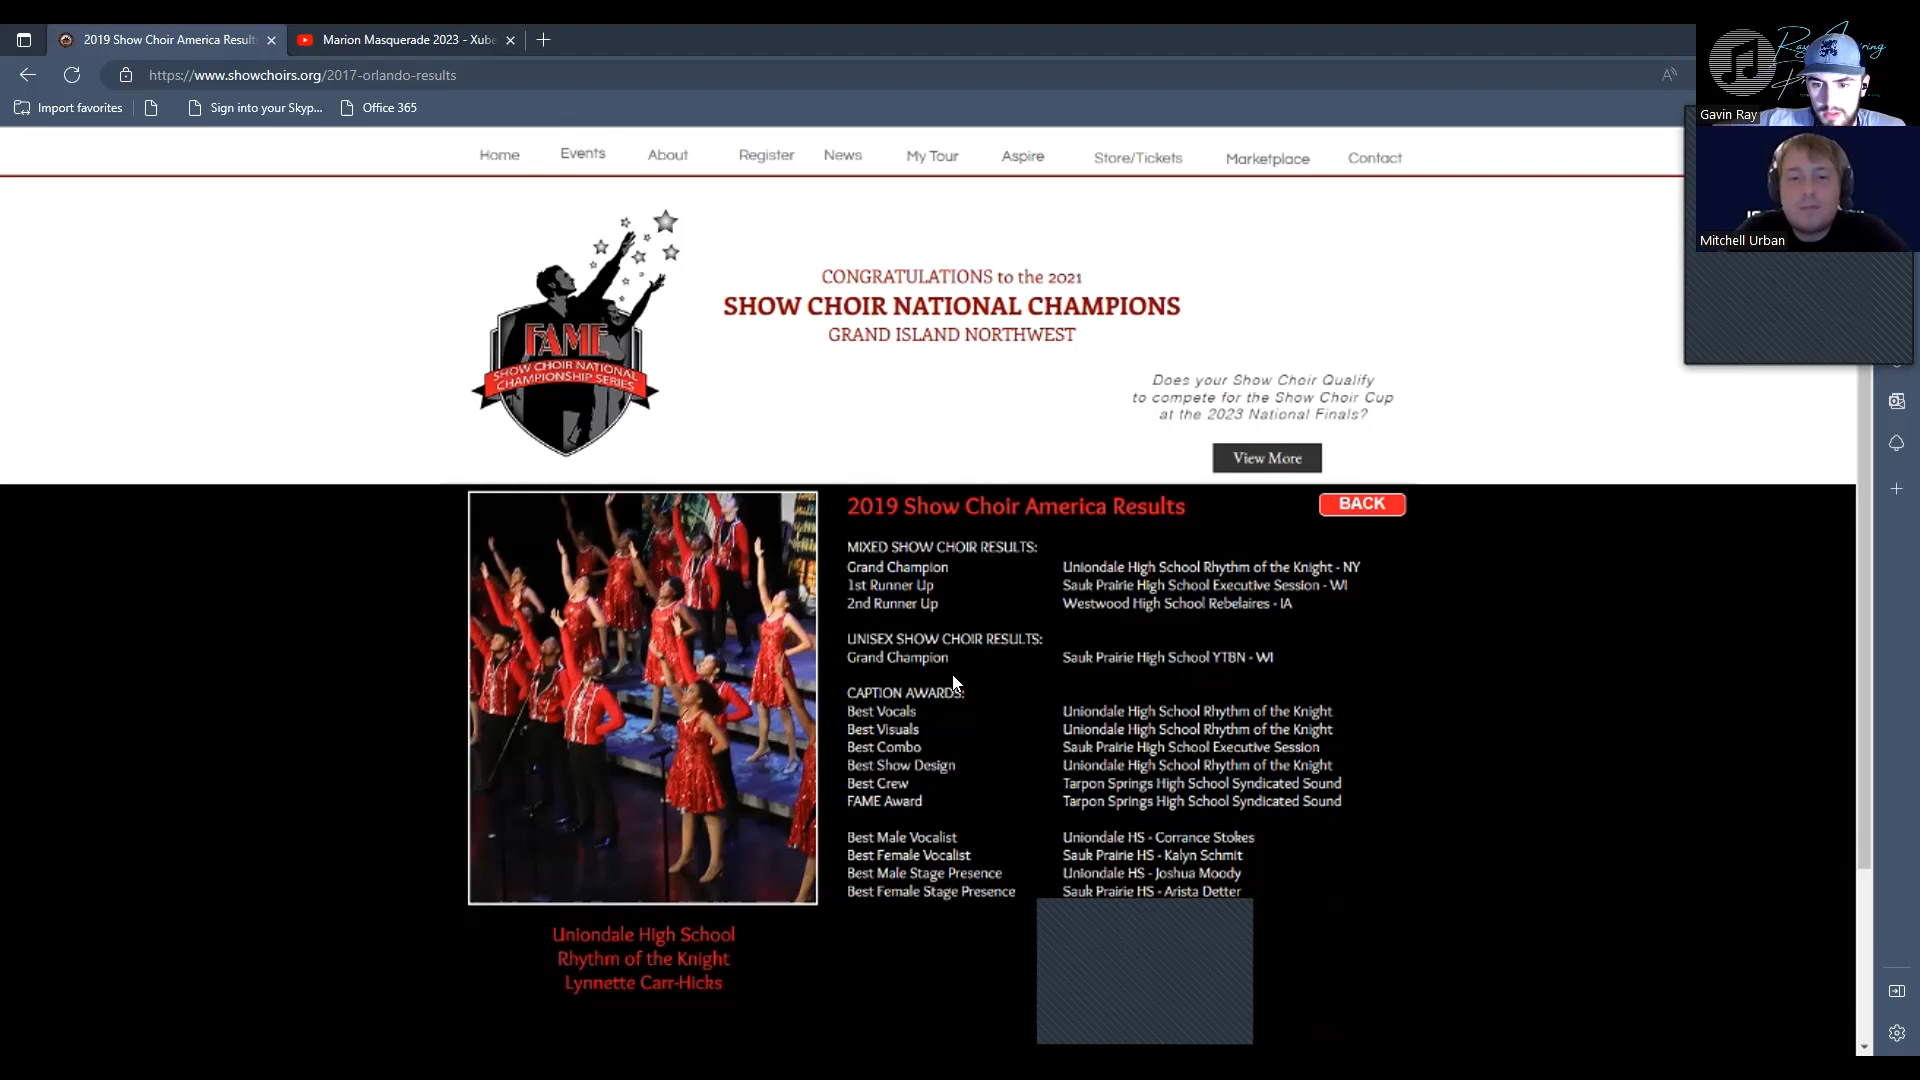 2019 Show Choir America Result
Marion Masquerade 2023 - Xube
https://www.showchoirs.org/2017-orlando-results
Import favorites
Sign into your Skyp...
Office 365
Gavin Ray
Mitchell Urban
Home Events About Register News My Tour Aspire Store/Tickets Marketplace Contact
FAME
SHOW CHOIR NATIONAL
CHAMPIONSHIP SERIES
CONGRATULATIONS to the 2021
SHOW CHOIR NATIONAL CHAMPIONS
GRAND ISLAND NORTHWEST
Does your Show Choir Qualify
to compete for the Show Choir Cup
at the 2023 National Finals?
View More
2019 Show Choir America Results
BACK
MIXED SHOW CHOIR RESULTS:
Grand Champion Uniondale High School Rhythm of the Knight - NY
1st Runner Up Sauk Prairie High School Executive Session - WI
2nd Runner Up Westwood High School Rebelaires - IA
UNISEX SHOW CHOIR RESULTS:
Grand Champion Sauk Prairie High School YTBN - WI
CAPTION AWARDS:
Best Vocals Uniondale High School Rhythm of the Knight
Best Visuals Uniondale High School Rhythm of the Knight
Best Combo Sauk Prairie High School Executive Session
Best Show Design Uniondale High School Rhythm of the Knight
Best Crew Tarpon Springs High School Syndicated Sound
FAME Award Tarpon Springs High School Syndicated Sound
Best Male Vocalist Uniondale HS - Corrance Stokes
Best Female Vocalist Sauk Prairie HS - Kalyn Schmit
Best Male Stage Presence Uniondale HS - Joshua Moody
Best Female Stage Presence Sauk Prairie HS - Arista Detter
Uniondale High School
Rhythm of the Knight
Lynnette Carr-Hicks